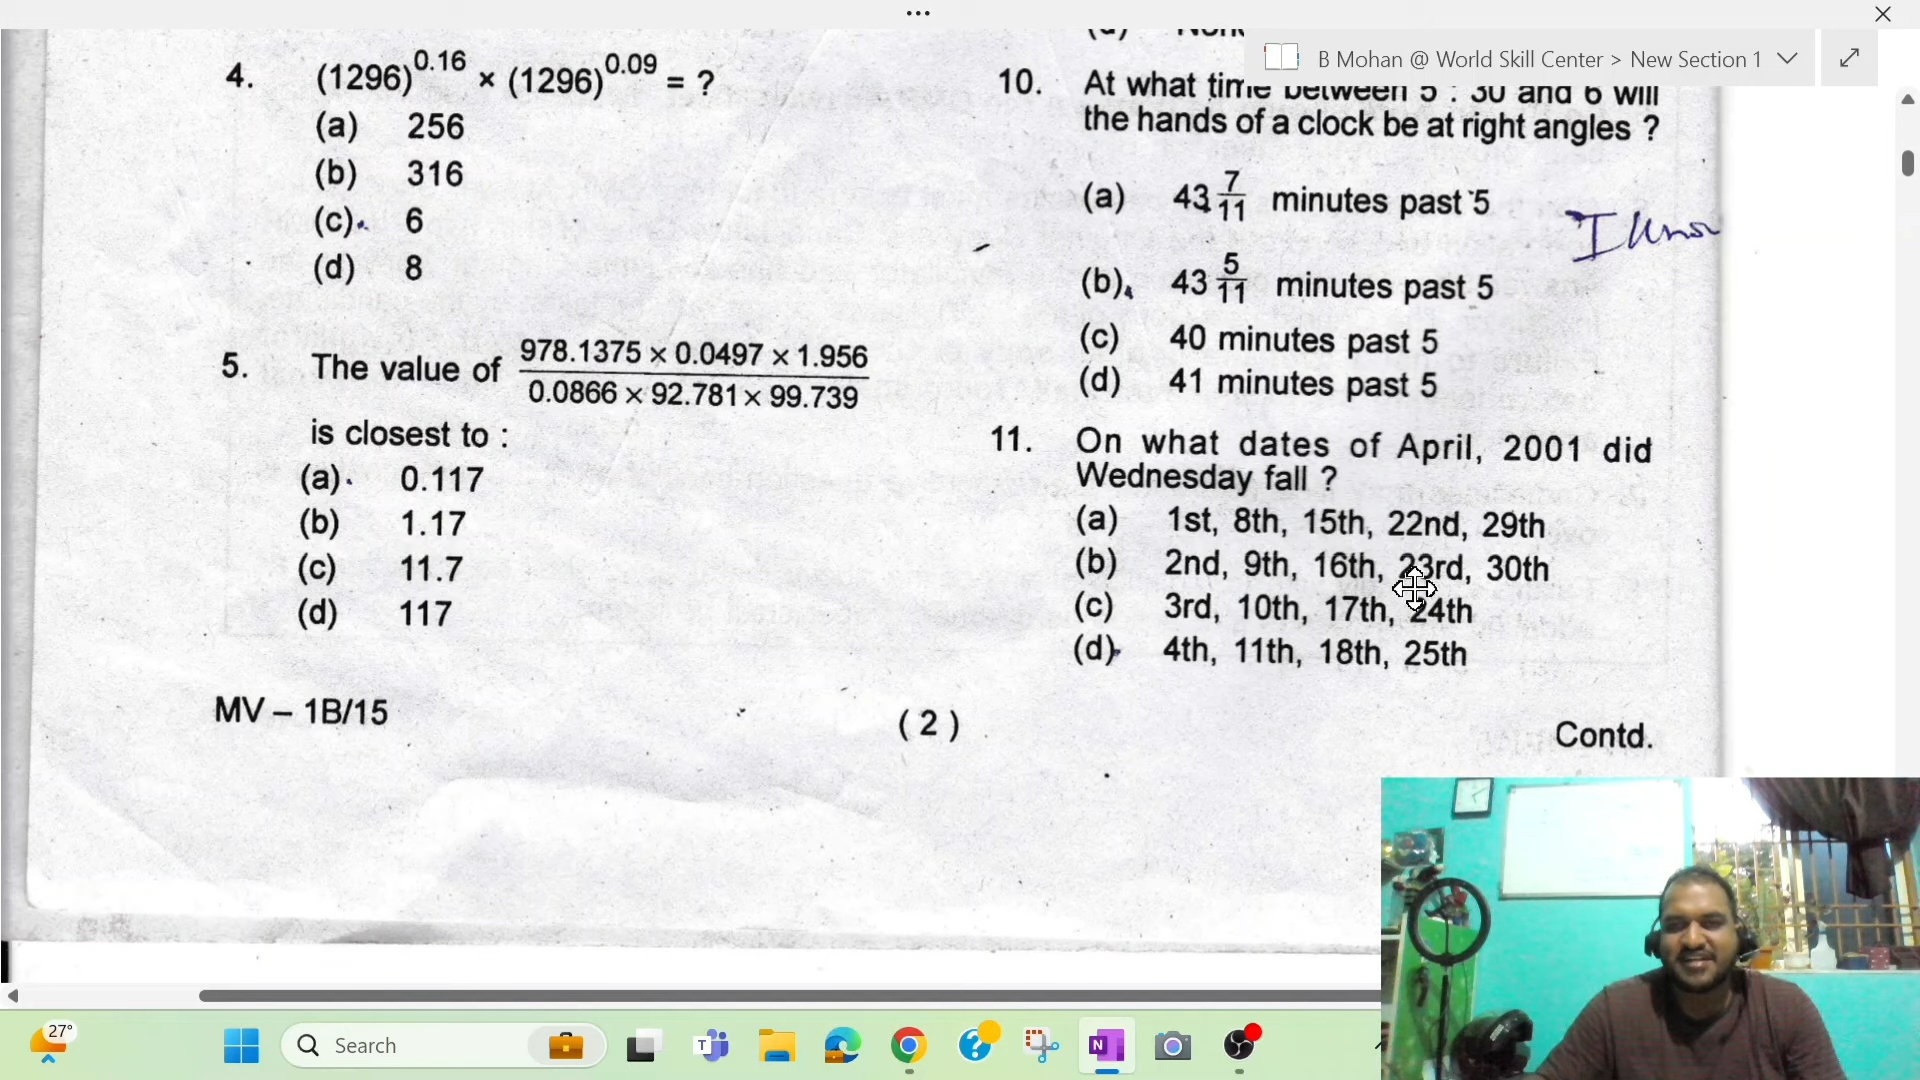 B Mohan @ World Skill Center > New Section 1
4. (1296)^0.16 × (1296)^0.09 = ?
(a) 256
(b) 316
(c) 6
(d) 8
5. The value of 978.1375 × 0.0497 × 1.956
0.0866 × 92.781 × 99.739
is closest to :
(a) 0.117
(b) 1.17
(c) 11.7
(d) 117
MV – 1B/15
(2)
10. At what time between 5 : 30 and 6 will
the hands of a clock be at right angles ?
(a) 43 7/11 minutes past 5
(b) 43 5/11 minutes past 5
(c) 40 minutes past 5
(d) 41 minutes past 5
11. On what dates of April, 2001 did
Wednesday fall ?
(a) 1st, 8th, 15th, 22nd, 29th
(b) 2nd, 9th, 16th, 23rd, 30th
(c) 3rd, 10th, 17th, 24th
(d) 4th, 11th, 18th, 25th
Contd.
27°
Search